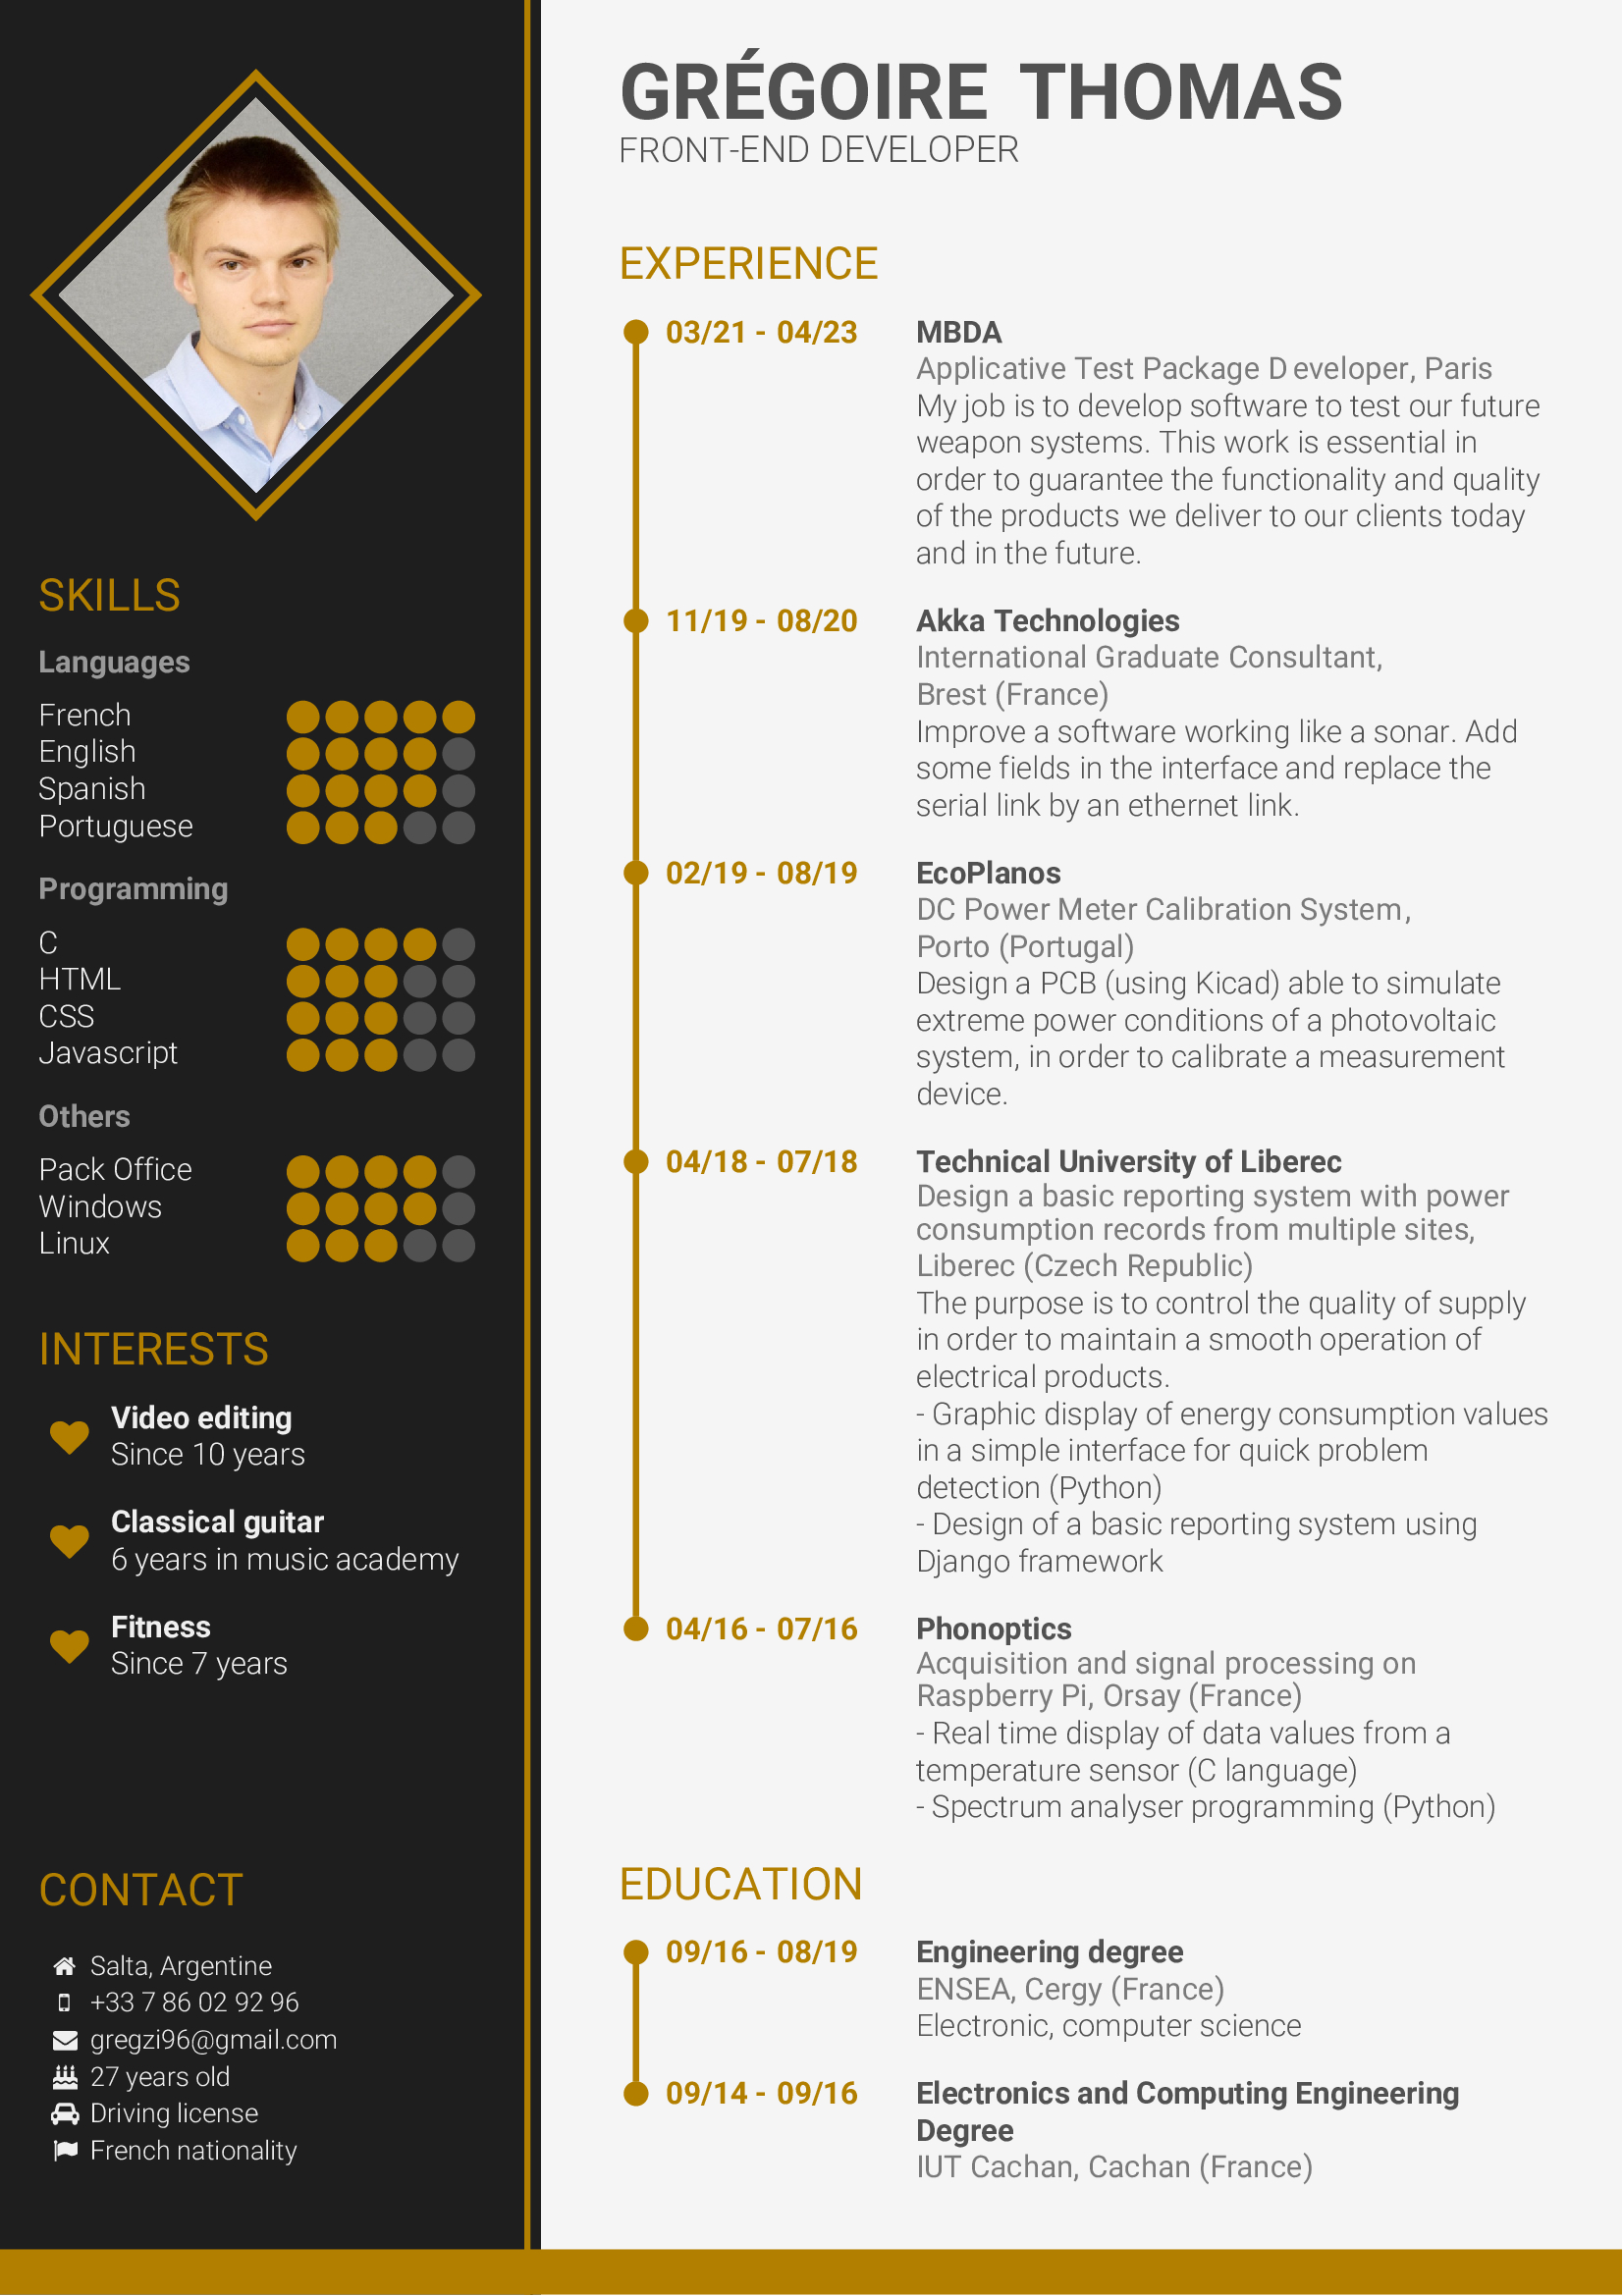 GRÉGOIRE THOMAS
FRONT-END DEVELOPER
SKILLS
Languages
French
English
Spanish
Portuguese
Programming
C
HTML
CSS
Javascript
Others
Pack Office
Windows
Linux
INTERESTS
Video editing
Since 10 years
Classical guitar
6 years in music academy
Fitness
Since 7 years
CONTACT
Salta, Argentine
+33 7 86 02 92 96
gregzi96@gmail.com
27 years old
Driving license
French nationality
EXPERIENCE
03/21 - 04/23 MBDA
Applicative Test Package Developer, Paris
My job is to develop software to test our future
weapon systems. This work is essential in
order to guarantee the functionality and quality
of the products we deliver to our clients today
and in the future.
11/19 - 08/20 Akka Technologies
International Graduate Consultant,
Brest (France)
Improve a software working like a sonar. Add
some fields in the interface and replace the
serial link by an ethernet link.
02/19 - 08/19 EcoPlanos
DC Power Meter Calibration System,
Porto (Portugal)
Design a PCB (using Kicad) able to simulate
extreme power conditions of a photovoltaic
system, in order to calibrate a measurement
device.
04/18 - 07/18 Technical University of Liberec
Design a basic reporting system with power
consumption records from multiple sites,
Liberec (Czech Republic)
The purpose is to control the quality of supply
in order to maintain a smooth operation of
electrical products.
- Graphic display of energy consumption values
in a simple interface for quick problem
detection (Python)
- Design of a basic reporting system using
Django framework
04/16 - 07/16 Phonoptics
Acquisition and signal processing on
Raspberry Pi, Orsay (France)
- Real time display of data values from a
temperature sensor (C language)
- Spectrum analyser programming (Python)
EDUCATION
09/16 - 08/19 Engineering degree
ENSEA, Cergy (France)
Electronic, computer science
09/14 - 09/16 Electronics and Computing Engineering
Degree
IUT Cachan, Cachan (France)